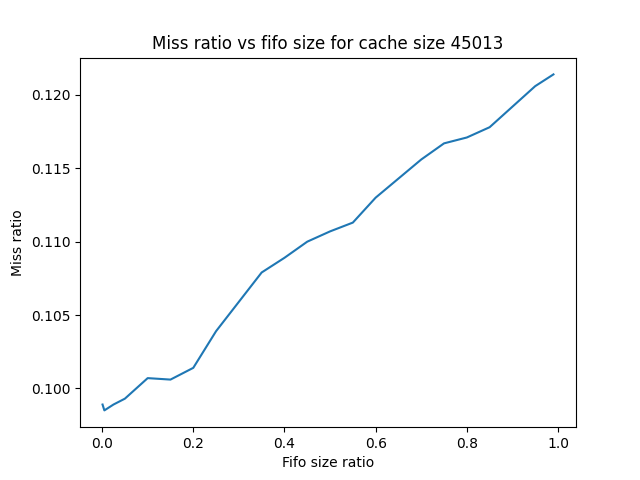 Miss ratio vs fifo size for cache size 45013
0.120
0.115
0.110
0.105
0.100
Miss ratio
0.0 0.2 0.4 0.6 0.8 1.0
Fifo size ratio